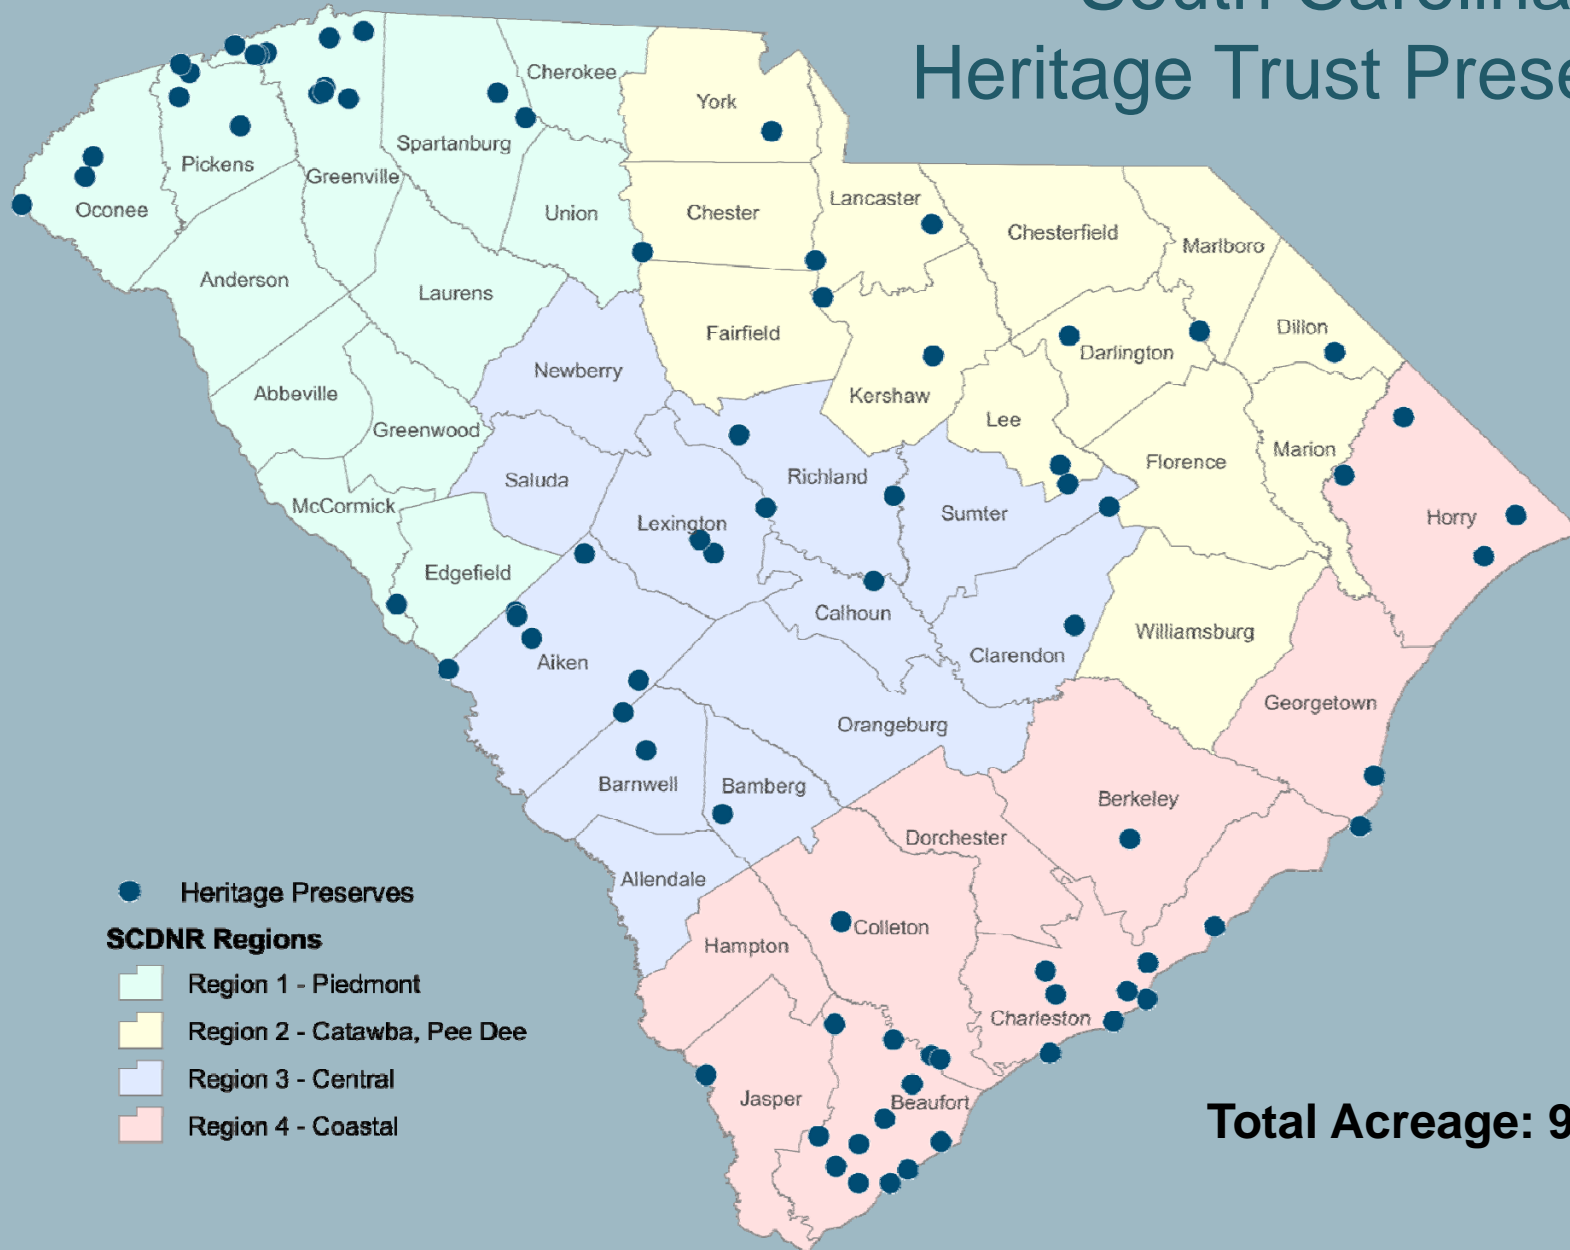 South Carolina
Heritage Trust Prese
Cherokee
York
Spartanburg
Pickens
Greenville
Oconee
Union
Chester
Lancaster
Chesterfield
Marlboro
Anderson
Laurens
Fairfield
Dillon
Darlington
Newberry
Kershaw
Abbeville
Greenwood
Lee
Marion
Florence
Richland
Saluda
McCormick
Lexington
Sumter
Horry
Edgefield
Calhoun
Williamsburg
Clarendon
Aiken
Georgetown
Orangeburg
Barnwell
Bamberg
Berkeley
Dorchester
Allendale
Colleton
Hampton
Charleston
Jasper
Beaufort
Heritage Preserves
SCDNR Regions
Region 1 - Piedmont
Region 2 - Catawba, Pee Dee
Region 3 - Central
Region 4 - Coastal
Total Acreage: 9